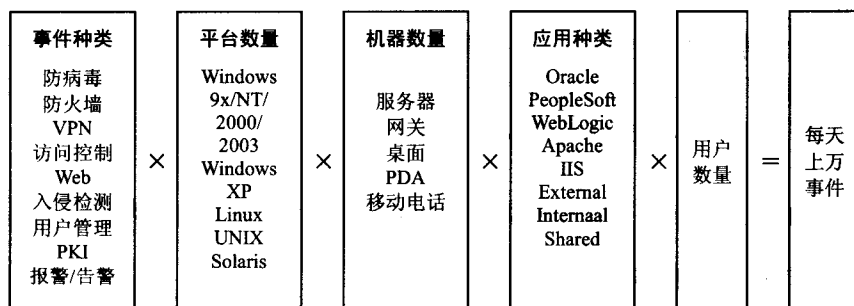 事件种类
防病毒
防火墙
VPN
访问控制
Web
入侵检测
用户管理
PKI
报警/告警
×
平台数量
Windows
9x/NT/
2000/
2003
Windows
XP
Linux
UNIX
Solaris
×
机器数量
服务器
网关
桌面
PDA
移动电话
×
应用种类
Oracle
PeopleSoft
WebLogic
Apache
IIS
External
Internaal
Shared
×
用户
数量
=
每天
上万
事件